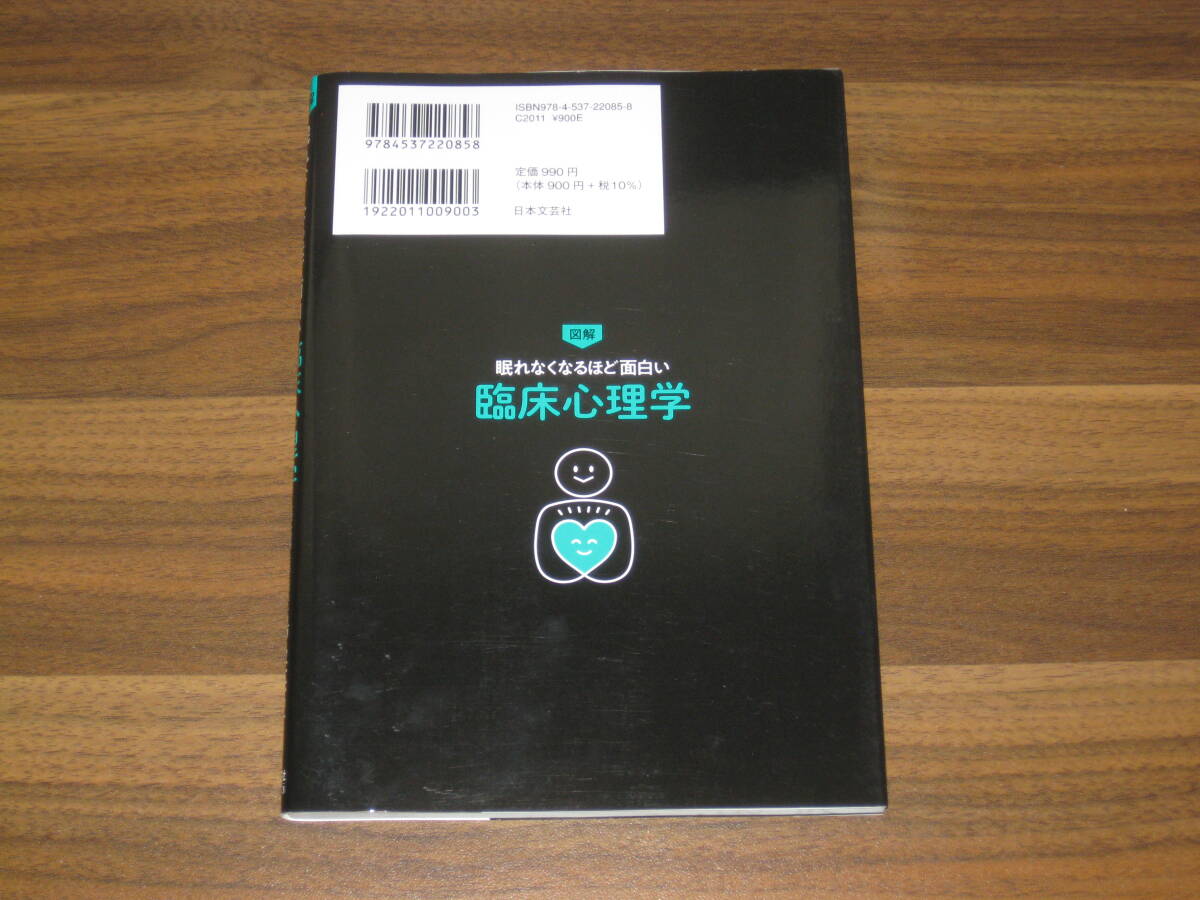 ISBN978-4-537-22085-8
C2011 ¥900E
9784537220858
定価 990 円
(本体 900 円 + 税10%)
1922011009003
日本文芸社
図解
眠れなくなるほど面白い
臨床心理学